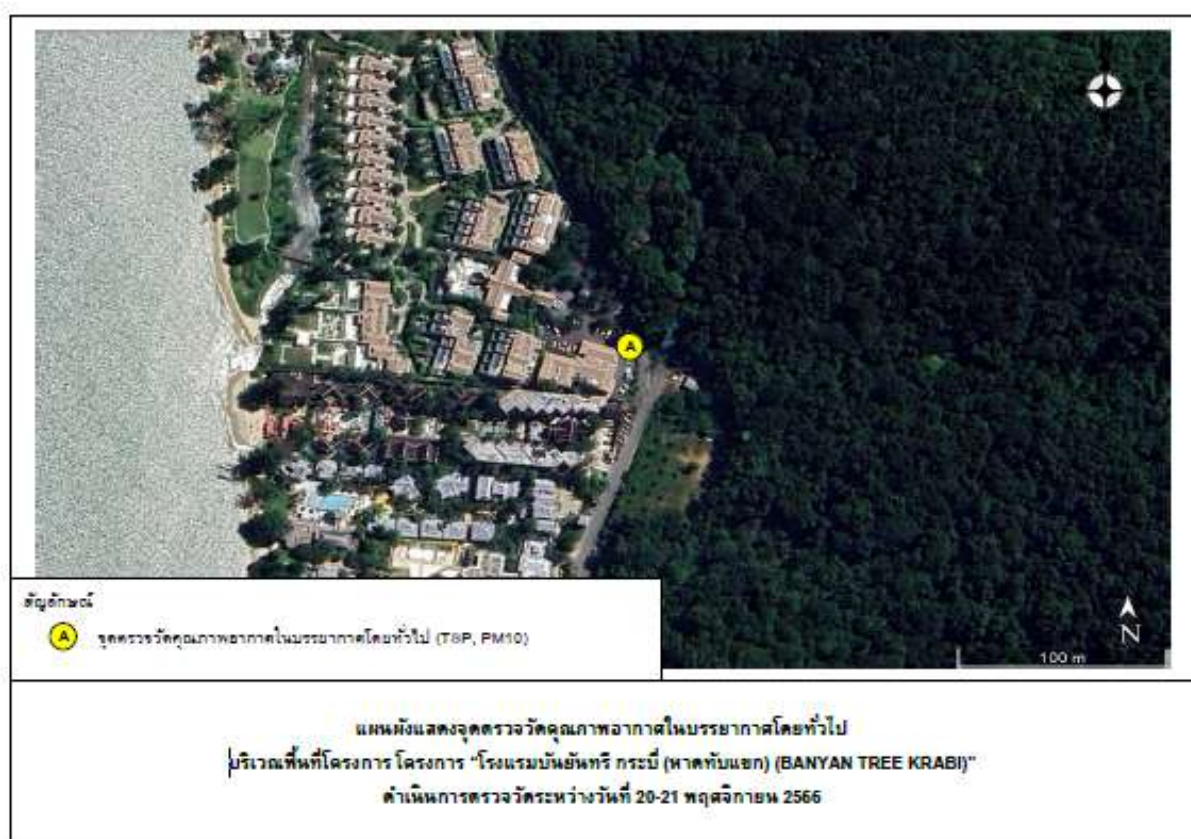 A
N
100 m
สัญลักษณ์
A จุดตรวจวัดคุณภาพอากาศในบรรยากาศโดยทั่วไป (TSP, PM10)
แผนผังแสดงจุดตรวจวัดคุณภาพอากาศในบรรยากาศโดยทั่วไป
บริเวณพื้นที่โครงการ โครงการ “โรงแรมบันยันทรี กระบี่ (หาดทับแขก) (BANYAN TREE KRABI)”
ดำเนินการตรวจวัดระหว่างวันที่ 20-21 พฤศจิกายน 2566